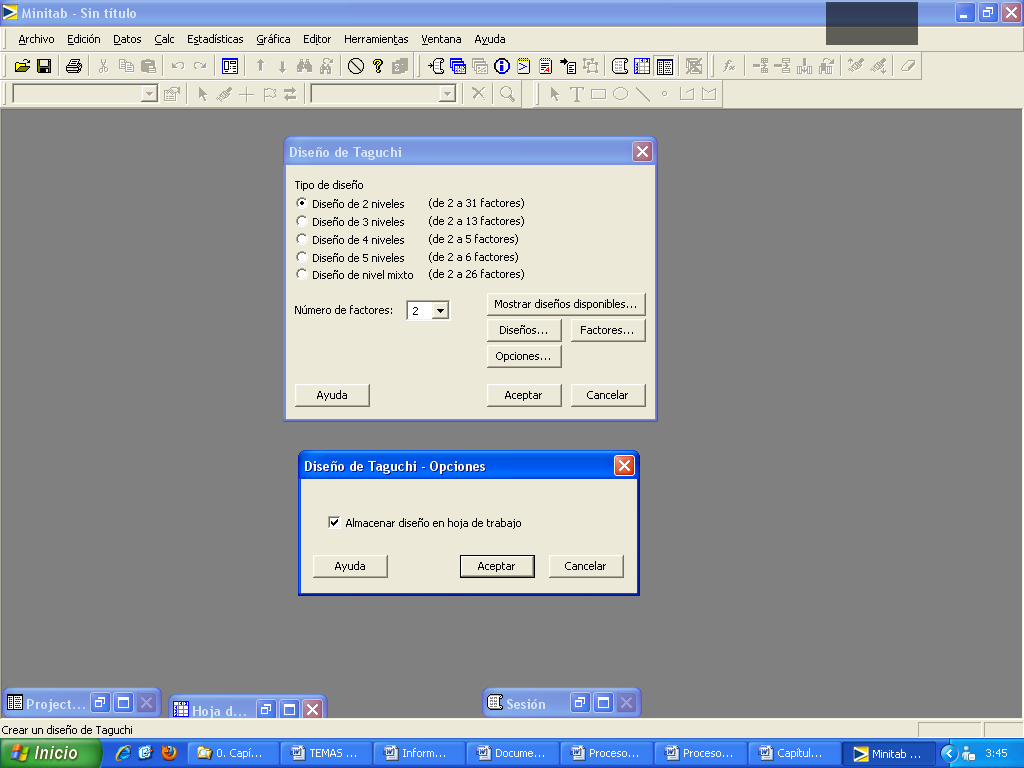 Minitab - Sin título
Archivo Edición Datos Calc Estadísticas Gráfica Editor Herramientas Ventana Ayuda
Diseño de Taguchi
Tipo de diseño
Diseño de 2 niveles (de 2 a 31 factores)
Diseño de 3 niveles (de 2 a 13 factores)
Diseño de 4 niveles (de 2 a 5 factores)
Diseño de 5 niveles (de 2 a 6 factores)
Diseño de nivel mixto (de 2 a 26 factores)
Número de factores: 2 Mostrar diseños disponibles...
Diseños... Factores...
Opciones...
Ayuda Aceptar Cancelar
Diseño de Taguchi - Opciones
Almacenar diseño en hoja de trabajo
Ayuda Aceptar Cancelar
Project... Hoja d... Sesión
Crear un diseño de Taguchi
Inicio 0. Capí... TEMAS ... Inform... Docume... Proceso... Proceso... Capítul... Minitab ... 3:45